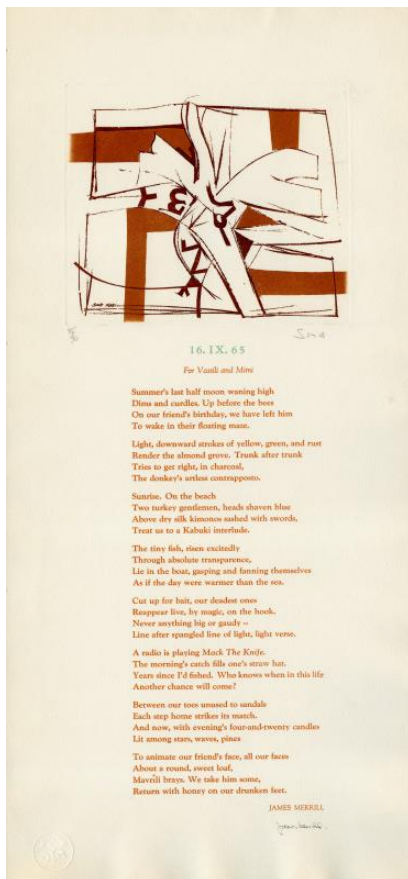 16. IX. 65
For Vassili and Mimi
Summer's last half moon waning high
Dims and curdles. Up before the bees
On our friend's birthday, we have left him
To wake in their floating maze.
Light, downward strokes of yellow, green, and rust
Render the almond grove. Trunk after trunk
Tries to get right, in charcoal,
The donkey's artless contrapposto.
Sunrise. On the beach
Two turkey gentlemen, heads shaven blue
Above dry silk kimonos sashed with swords,
Treat us to a Kabuki interlude.
The tiny fish, risen excitedly
Through absolute transparence,
Lie in the boat, gasping and fanning themselves
As if the day were warmer than the sea.
Cut up for bait, our deadest ones
Reappear live, by magic, on the hook.
Never anything big or gaudy --
Line after spangled line of light, light verse.
A radio is playing Mack The Knife.
The morning's catch fills one's straw hat.
Years since I'd fished. Who knows when in this life
Another chance will come?
Between our toes unused to sandals
Each step home strikes its match.
And now, with evening's four-and-twenty candles
Lit among stars, waves, pines
To animate our friend's face, all our faces
About a round, sweet loaf,
Mavrili brays. We take him some,
Return with honey on our drunken feet.
JAMES MERRILL